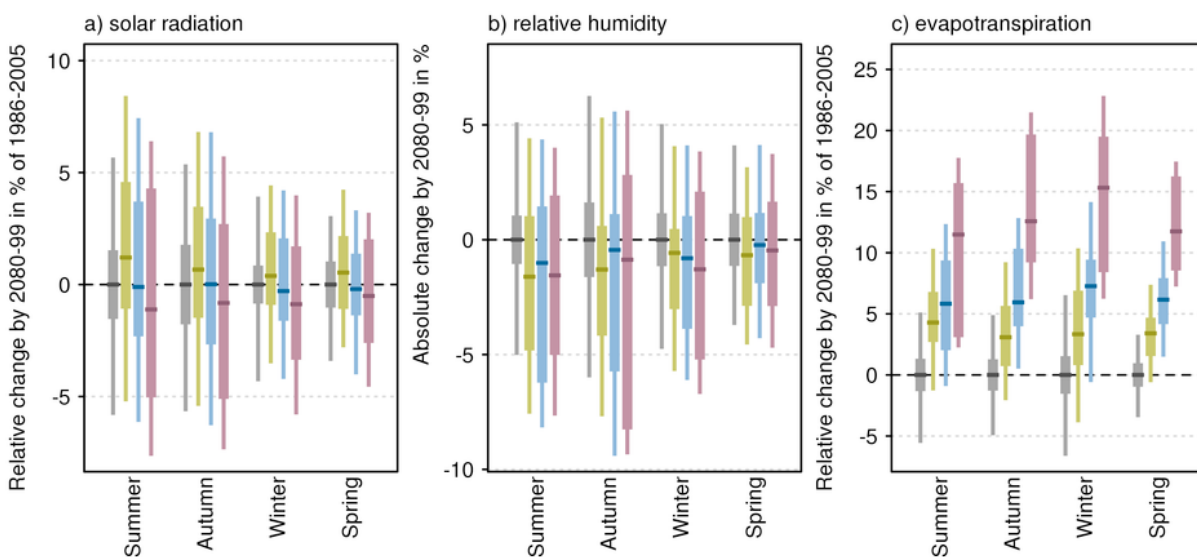 a) solar radiation
Relative change by 2080-99 in % of 1986-2005
10
5
0
-5
Summer
Autumn
Winter
Spring
b) relative humidity
Absolute change by 2080-99 in %
5
0
-5
-10
Summer
Autumn
Winter
Spring
c) evapotranspiration
Relative change by 2080-99 in % of 1986-2005
25
20
15
10
5
0
-5
Summer
Autumn
Winter
Spring